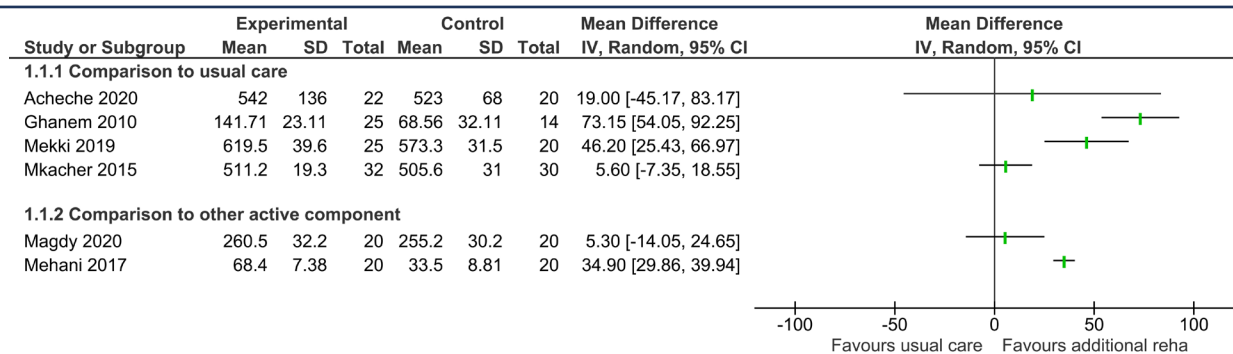 Experimental Control Mean Difference Mean Difference
Study or Subgroup Mean SD Total Mean SD Total IV, Random, 95% CI IV, Random, 95% CI
1.1.1 Comparison to usual care
Acheche 2020 542 136 22 523 68 20 19.00 [-45.17, 83.17]
Ghanem 2010 141.71 23.11 25 68.56 32.11 14 73.15 [54.05, 92.25]
Mekki 2019 619.5 39.6 25 573.3 31.5 20 46.20 [25.43, 66.97]
Mkacher 2015 511.2 19.3 32 505.6 31 30 5.60 [-7.35, 18.55]
1.1.2 Comparison to other active component
Magdy 2020 260.5 32.2 20 255.2 30.2 20 5.30 [-14.05, 24.65]
Mehani 2017 68.4 7.38 20 33.5 8.81 20 34.90 [29.86, 39.94]
-100 -50 0 50 100
Favours usual care Favours additional reha